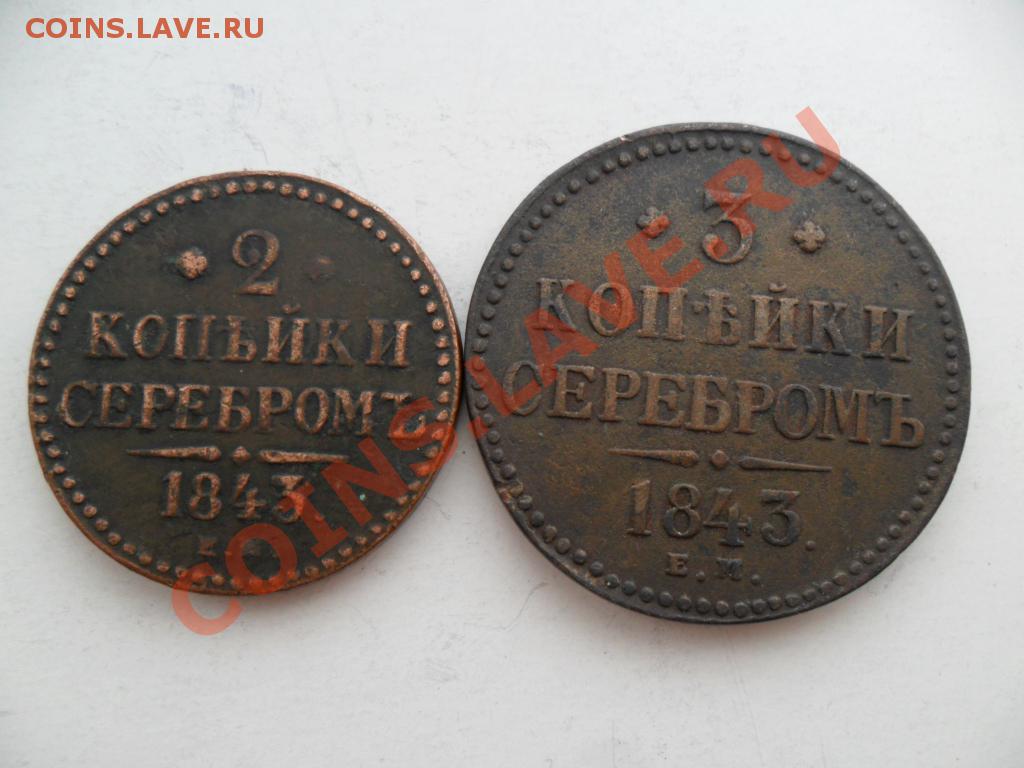 COINS.LAVE.RU
2
КОПѢЙКИ
СЕРЕБРОМЪ
1843
3
КОПѢЙКИ
СЕРЕБРОМЪ
1843.
Е.М.
COINS.LAVE.RU